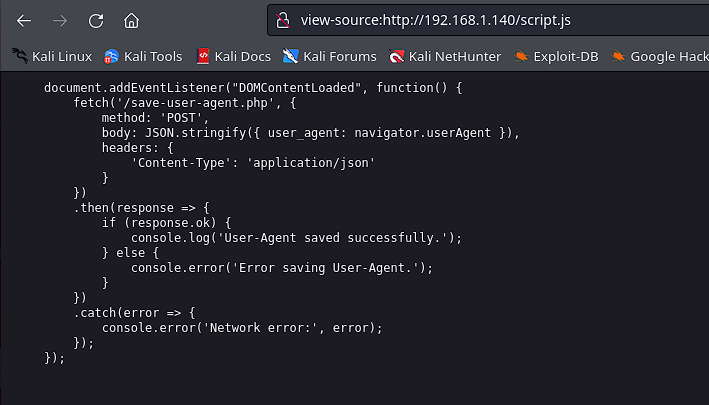 view-source:http://192.168.1.140/script.js
Kali Linux Kali Tools Kali Docs Kali Forums Kali NetHunter Exploit-DB Google Hack
document.addEventListener("DOMContentLoaded", function() {
    fetch('/save-user-agent.php', {
        method: 'POST',
        body: JSON.stringify({ user_agent: navigator.userAgent }),
        headers: {
            'Content-Type': 'application/json'
        }
    })
    .then(response => {
        if (response.ok) {
            console.log('User-Agent saved successfully.');
        } else {
            console.error('Error saving User-Agent.');
        }
    })
    .catch(error => {
        console.error('Network error:', error);
    });
});